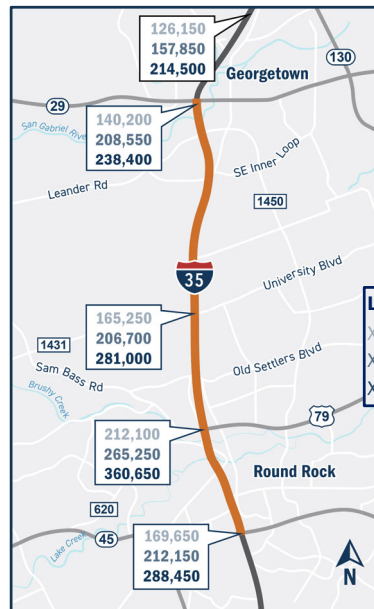 126,150
157,850
214,500
Georgetown
130
29
140,200
208,550
238,400
San Gabriel River
SE Inner Loop
Leander Rd
1450
35
University Blvd
165,250
206,700
281,000
L
X
X
X
1431
Old Settlers Blvd
Sam Bass Rd
Brushy Creek
79
212,100
265,250
360,650
Round Rock
620
169,650
212,150
288,450
45
Lake Creek
N